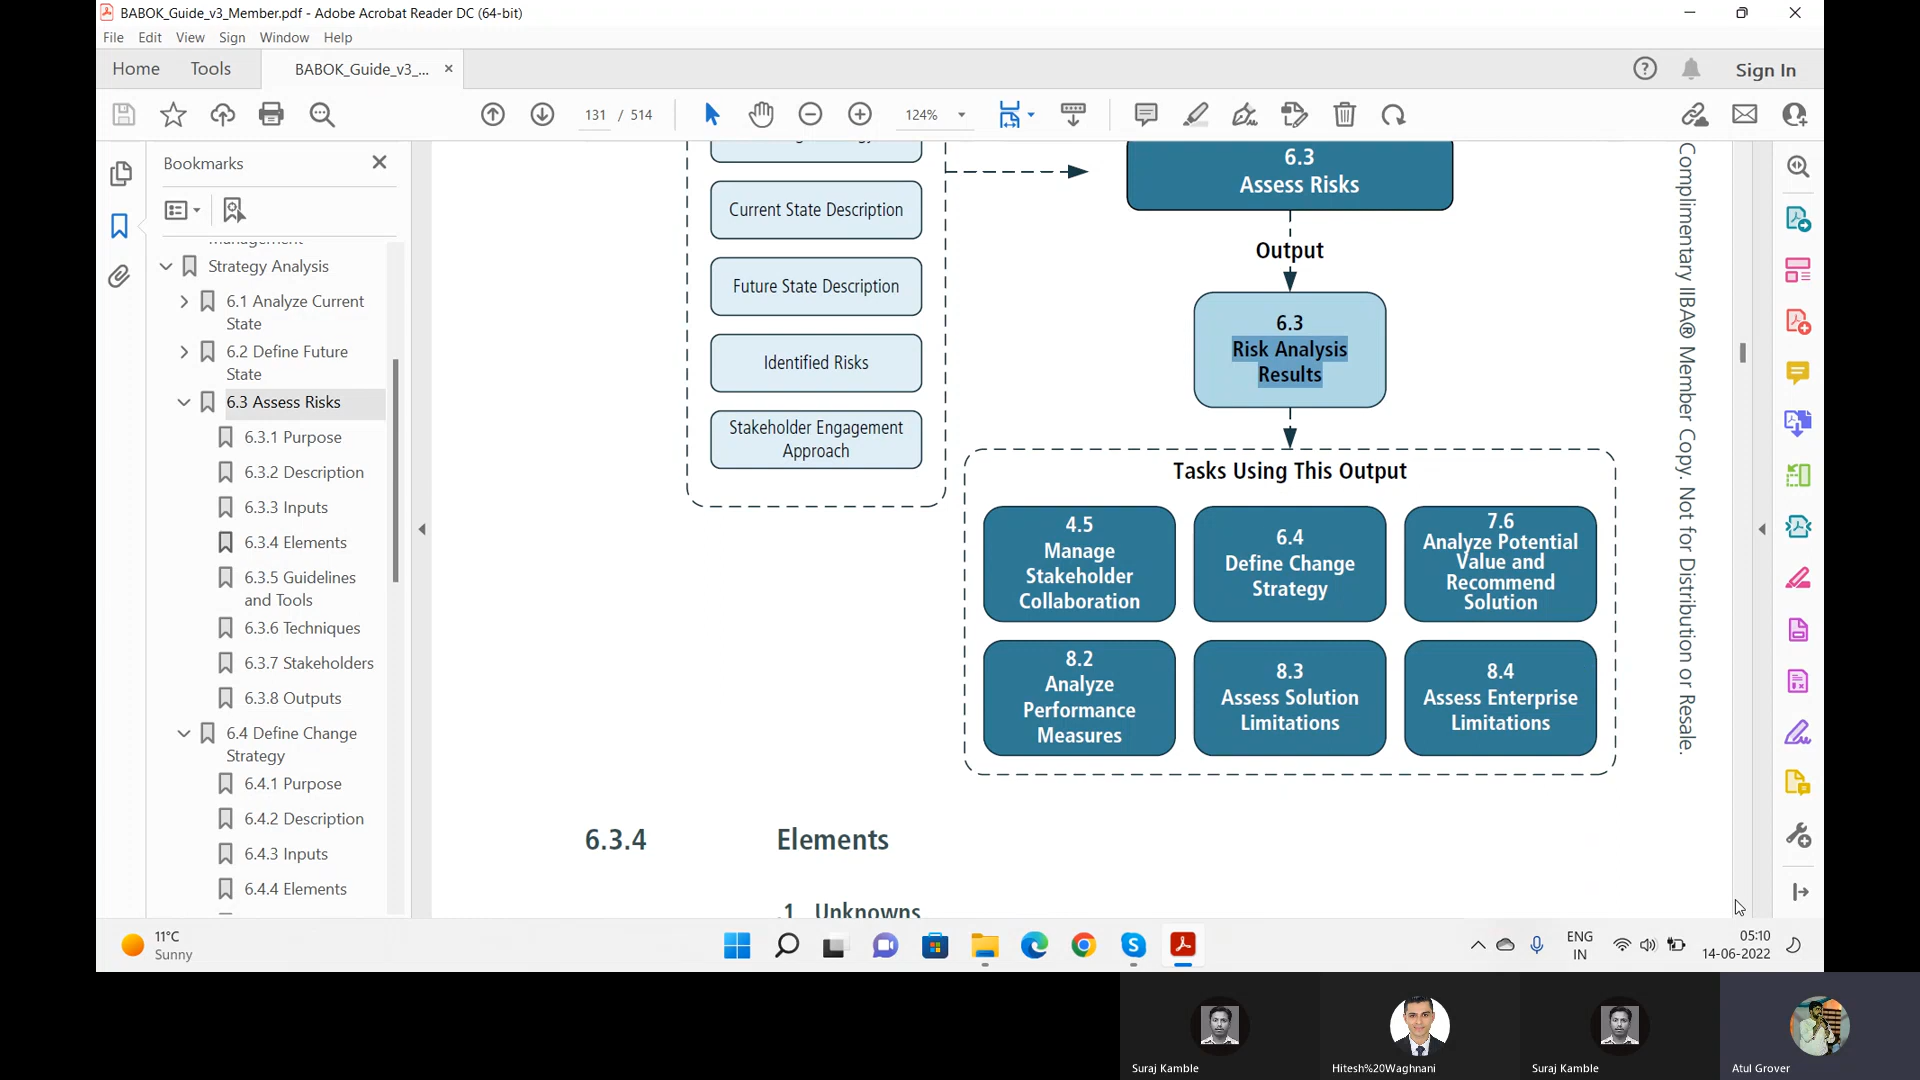 BABOK_Guide_v3_Member.pdf - Adobe Acrobat Reader DC (64-bit)
File Edit View Sign Window Help
Home Tools BABOK_Guide_v3_... × Sign In
131 / 514 124%
Bookmarks
Strategy Analysis
6.1 Analyze Current
State
6.2 Define Future
State
6.3 Assess Risks
6.3.1 Purpose
6.3.2 Description
6.3.3 Inputs
6.3.4 Elements
6.3.5 Guidelines
and Tools
6.3.6 Techniques
6.3.7 Stakeholders
6.3.8 Outputs
6.4 Define Change
Strategy
6.4.1 Purpose
6.4.2 Description
6.4.3 Inputs
6.4.4 Elements
Current State Description
Future State Description
Identified Risks
Stakeholder Engagement
Approach
6.3
Assess Risks
Output
6.3
Risk Analysis
Results
Tasks Using This Output
4.5
Manage
Stakeholder
Collaboration
6.4
Define Change
Strategy
7.6
Analyze Potential
Value and
Recommend
Solution
8.2
Analyze
Performance
Measures
8.3
Assess Solution
Limitations
8.4
Assess Enterprise
Limitations
6.3.4 Elements
.1 Unknowns
Complimentary IIBA® Member Copy. Not for Distribution or Resale.
11°C
Sunny
ENG
IN
05:10
14-06-2022
Suraj Kamble
Hitesh%20Waghnani
Suraj Kamble
Atul Grover